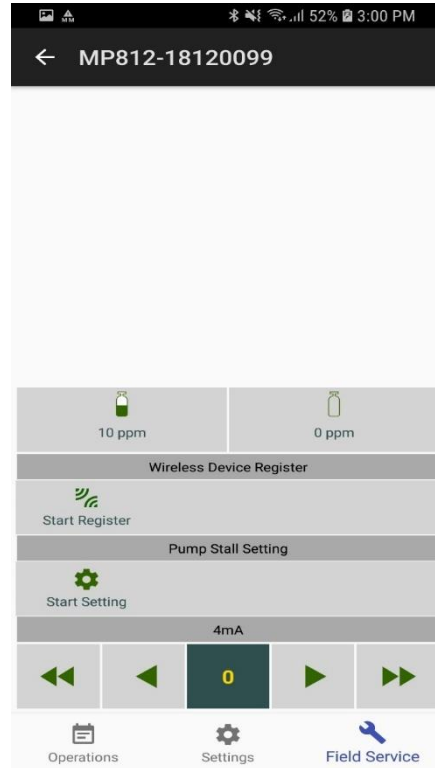 52% 3:00 PM
MP812-18120099
10 ppm 0 ppm
Wireless Device Register
Start Register
Pump Stall Setting
Start Setting
4mA
0
Operations Settings Field Service